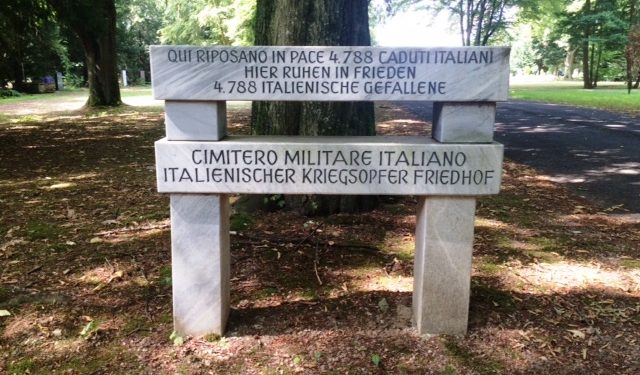 QUI RIPOSANO IN PACE 4.788 CADUTI ITALIANI
HIER RUHEN IN FRIEDEN
4.788 ITALIENISCHE GEFALLENE
CIMITERO MILITARE ITALIANO
ITALIENISCHER KRIEGSOPFER FRIEDHOF